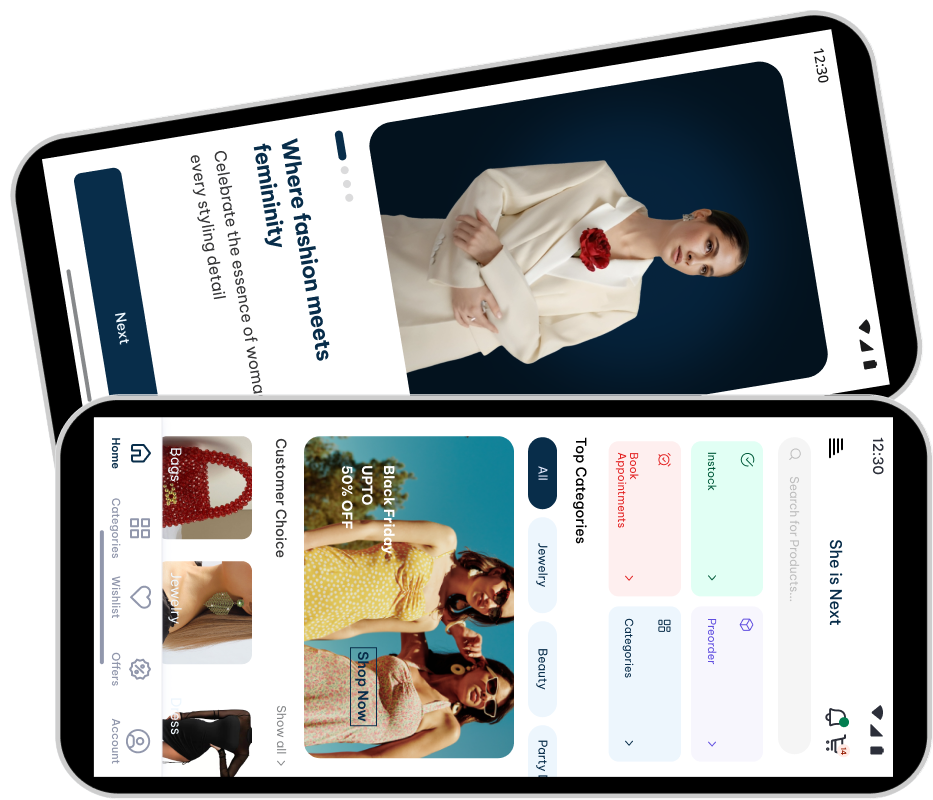 12:30
Where fashion meets
femininity
Celebrate the essence of woma
every styling detail
Next
12:30
She is Next
14
Search for Products...
Instock
Preorder
Book
Appointments
Categories
Top Categories
All
Jewelry
Beauty
Party
Black Friday
UPTO
50% OFF
Shop Now
Customer Choice
Show all
Bags
Jewelry
Dress
Home
Categories
Wishlist
Offers
Account